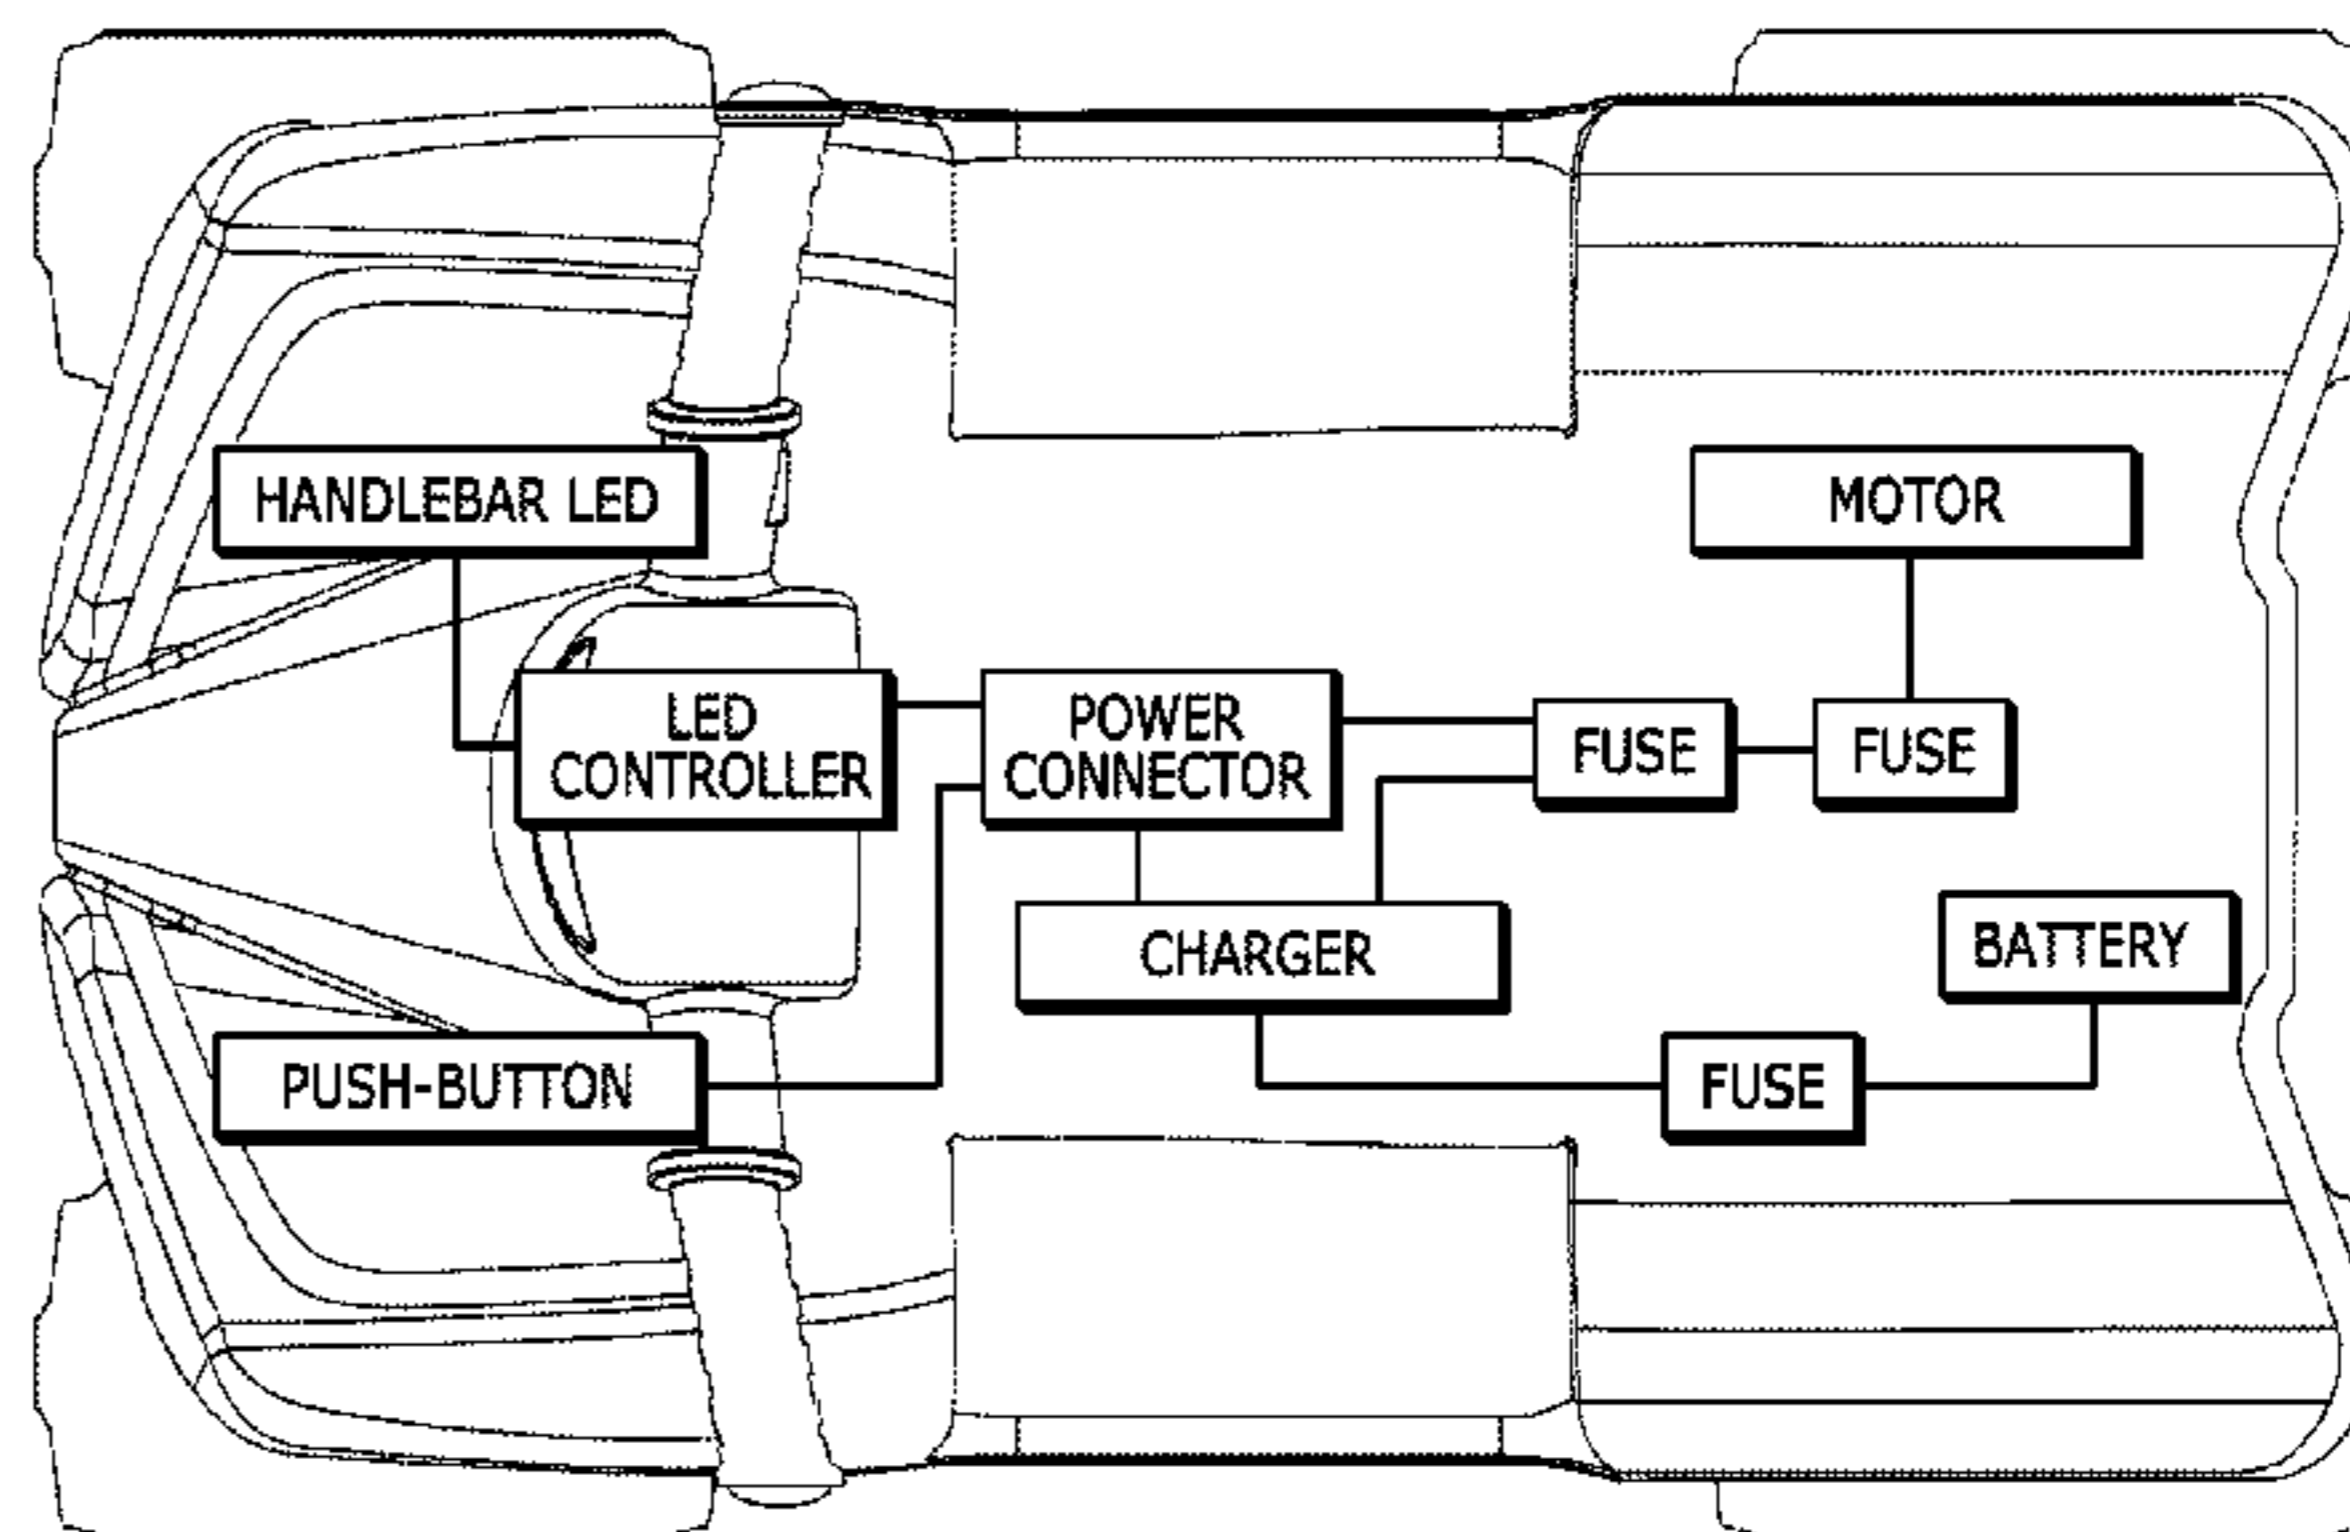 HANDLEBAR LED
MOTOR
LED
CONTROLLER
POWER
CONNECTOR
FUSE
FUSE
CHARGER
BATTERY
PUSH-BUTTON
FUSE